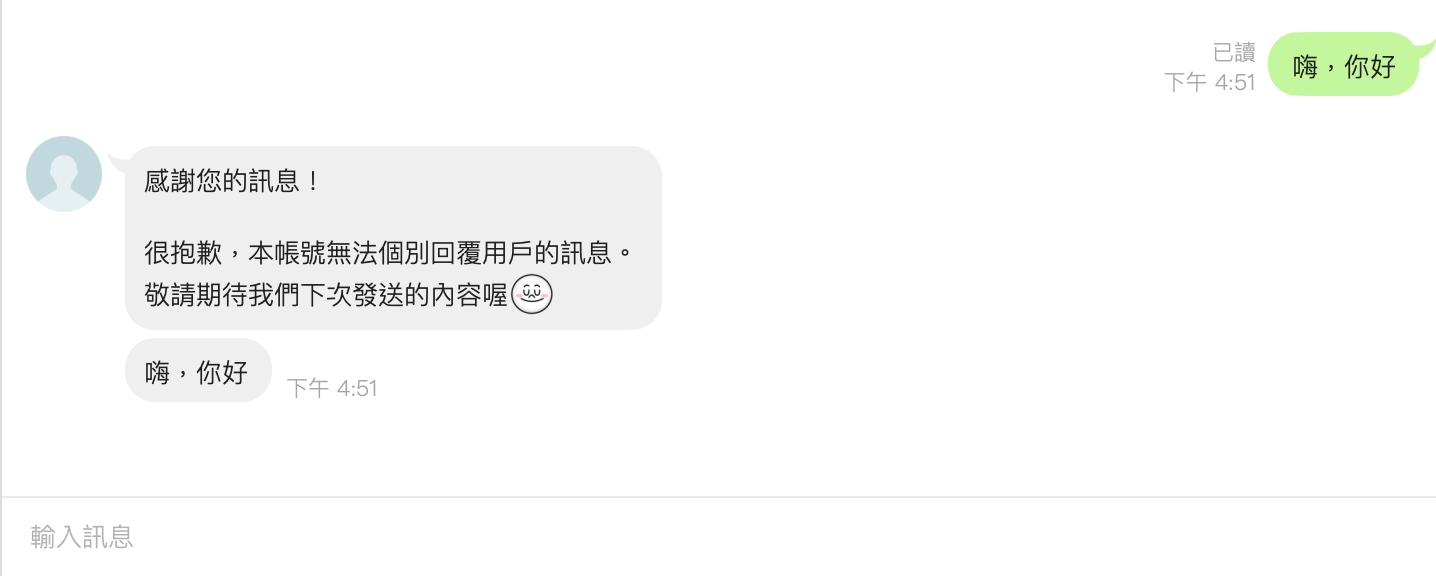 已讀
下午 4:51
嗨，你好
感謝您的訊息！
很抱歉，本帳號無法個別回覆用戶的訊息。
敬請期待我們下次發送的內容喔
嗨，你好
下午 4:51
輸入訊息